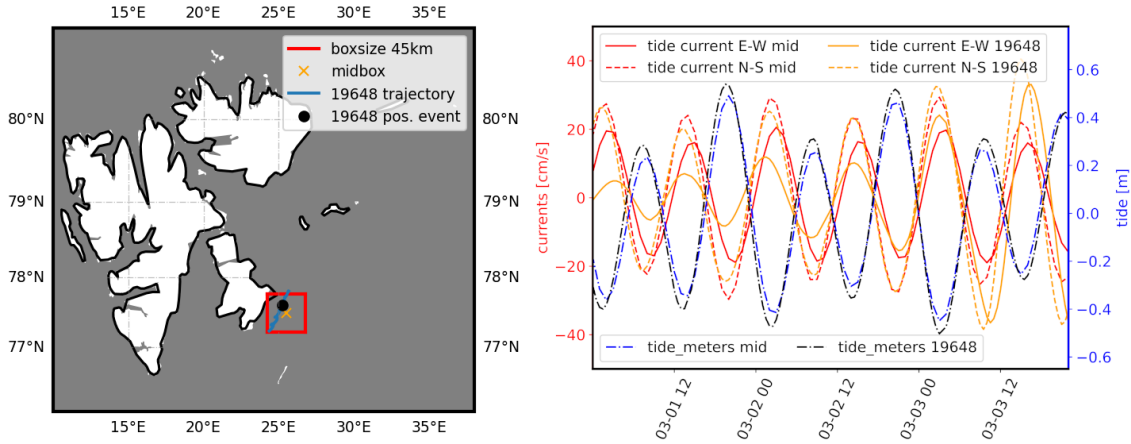 15°E 20°E 25°E 30°E 35°E
boxsize 45km
midbox
19648 trajectory
19648 pos. event
80°N 80°N
79°N 79°N
78°N 78°N
77°N 77°N
15°E 20°E 25°E 30°E 35°E
tide current E-W mid
tide current N-S mid
tide current E-W 19648
tide current N-S 19648
currents [cm/s]
40
20
0
−20
−40
tide [m]
0.6
0.4
0.2
0.0
−0.2
−0.4
−0.6
tide_meters mid
tide_meters 19648
03-01 12
03-02 00
03-02 12
03-03 00
03-03 12